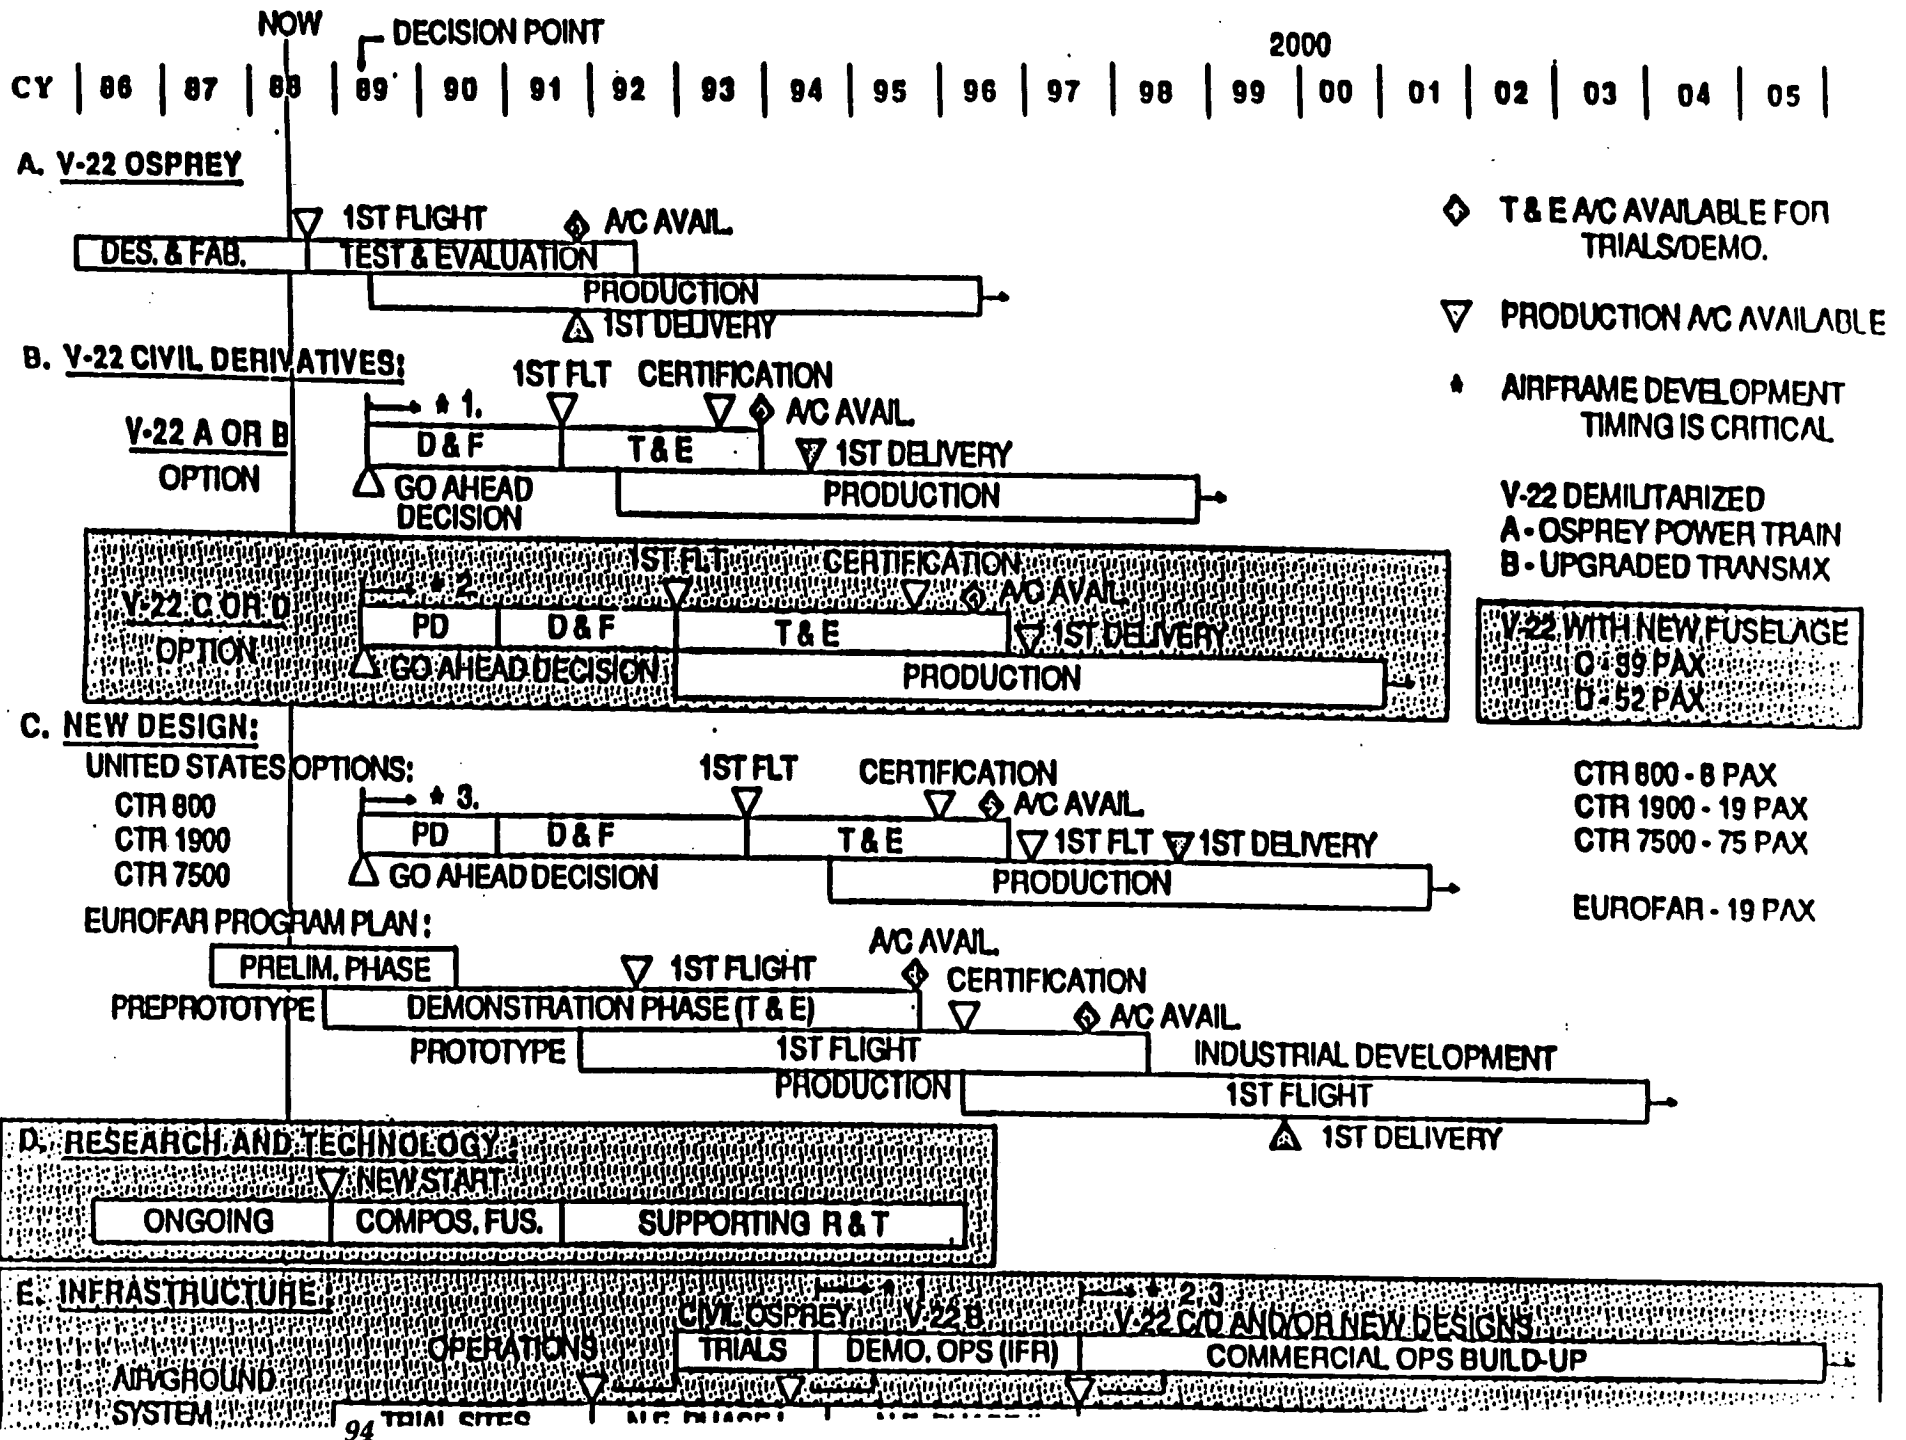 NOW
DECISION POINT
2000
CY | 86 | 87 | 88 | 89 | 90 | 91 | 92 | 93 | 94 | 95 | 96 | 97 | 98 | 99 | 00 | 01 | 02 | 03 | 04 | 05 |
A. V-22 OSPREY
1ST FLIGHT A/C AVAIL.
DES. & FAB. TEST & EVALUATION
PRODUCTION
1ST DELIVERY
T & E A/C AVAILABLE FOR
TRIALS/DEMO.
PRODUCTION A/C AVAILABLE
* AIRFRAME DEVELOPMENT
TIMING IS CRITICAL
B. V-22 CIVIL DERIVATIVES:
1ST FLT CERTIFICATION
* 1. A/C AVAIL.
V-22 A OR B D & F T & E 1ST DELIVERY
OPTION GO AHEAD PRODUCTION
DECISION
V-22 DEMILITARIZED
A - OSPREY POWER TRAIN
B - UPGRADED TRANSMX
1ST FLT CERTIFICATION
* 2. A/C AVAIL.
V-22 C OR D PD D & F T & E 1ST DELIVERY
OPTION GO AHEAD DECISION PRODUCTION
V-22 WITH NEW FUSELAGE
C - 39 PAX
D - 52 PAX
C. NEW DESIGN:
UNITED STATES OPTIONS: 1ST FLT CERTIFICATION
CTR 800 * 3. A/C AVAIL.
CTR 1900 PD D & F T & E 1ST FLT 1ST DELIVERY
CTR 7500 GO AHEAD DECISION PRODUCTION
CTR 800 - 8 PAX
CTR 1900 - 19 PAX
CTR 7500 - 75 PAX
EUROFAR - 19 PAX
EUROFAR PROGRAM PLAN :
A/C AVAIL.
PRELIM. PHASE 1ST FLIGHT CERTIFICATION
PREPROTOTYPE DEMONSTRATION PHASE (T & E) A/C AVAIL.
PROTOTYPE 1ST FLIGHT INDUSTRIAL DEVELOPMENT
PRODUCTION 1ST FLIGHT
1ST DELIVERY
D. RESEARCH AND TECHNOLOGY :
NEW START
ONGOING COMPOS. FUS. SUPPORTING R & T
E. INFRASTRUCTURE:
* 1 * 2,3
CIVIL OSPREY V-22 B V-22 C/D AND/OR NEW DESIGNS
OPERATIONS TRIALS DEMO. OPS (IFR) COMMERCIAL OPS BUILD-UP
AIR/GROUND
SYSTEM TRIAL SITES
94